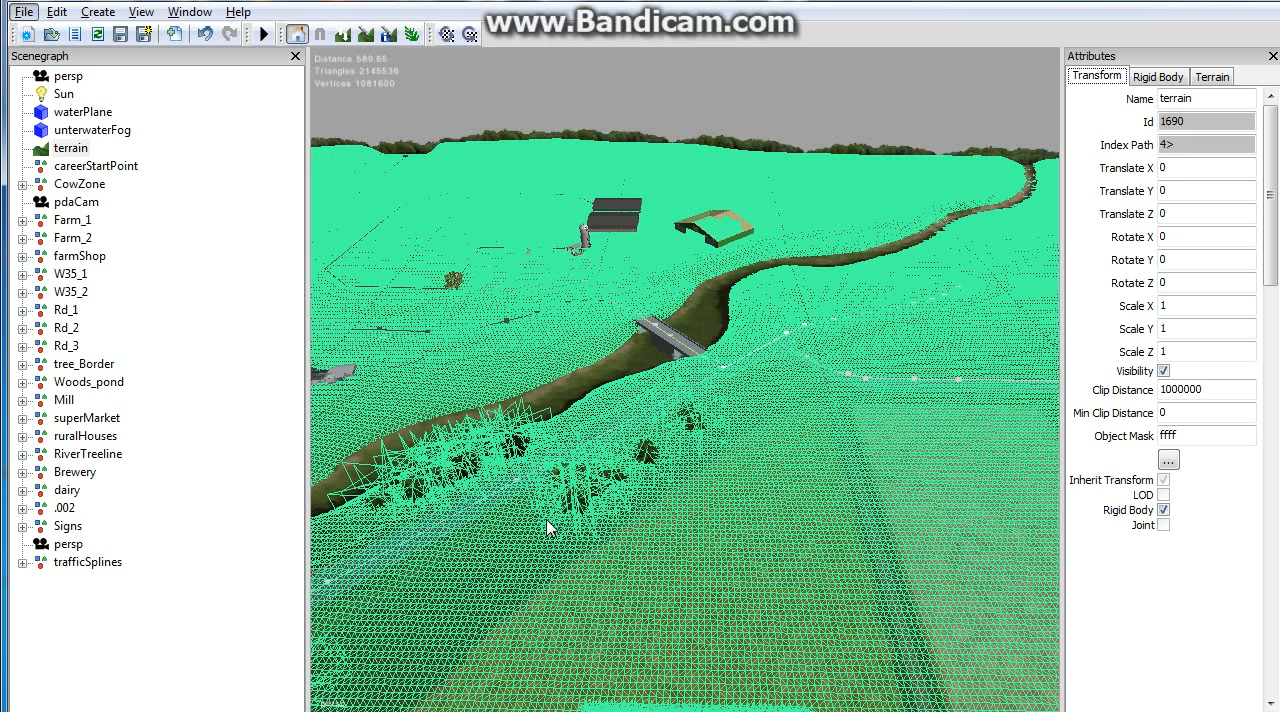 File Edit Create View Window Help
www.Bandicam.com
Scenegraph
persp
Sun
waterPlane
unterwaterFog
terrain
careerStartPoint
CowZone
pdaCam
Farm_1
Farm_2
farmShop
W35_1
W35_2
Rd_1
Rd_2
Rd_3
tree_Border
Woods_pond
Mill
superMarket
ruralHouses
RiverTreeline
Brewery
dairy
.002
Signs
persp
trafficSplines
Distance 589.65
Triangles 2145536
Vertices 1081600
Attributes
Transform Rigid Body Terrain
Name terrain
Id 1690
Index Path 4>
Translate X 0
Translate Y 0
Translate Z 0
Rotate X 0
Rotate Y 0
Rotate Z 0
Scale X 1
Scale Y 1
Scale Z 1
Visibility
Clip Distance 1000000
Min Clip Distance 0
Object Mask ffff
...
Inherit Transform
LOD
Rigid Body
Joint